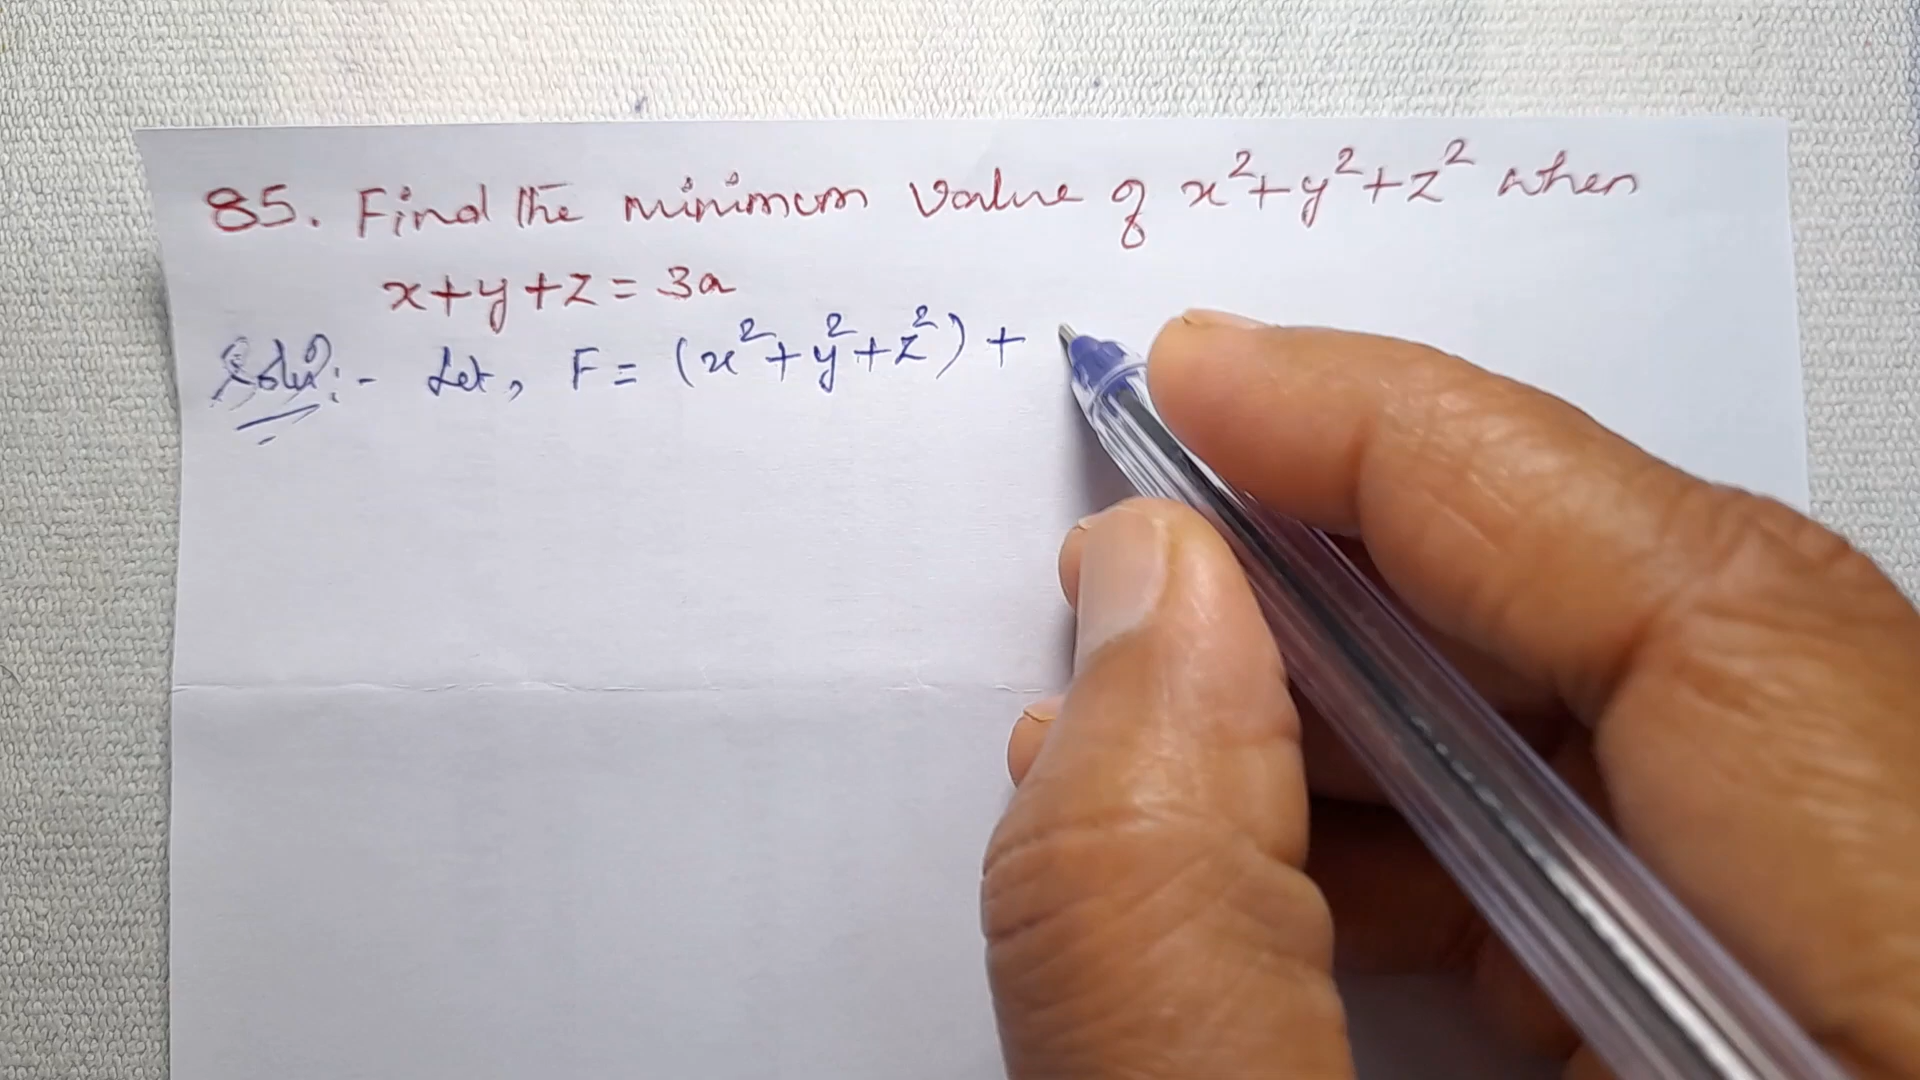 85. Find the minimum value of x²+y²+z² when
x+y+z = 3a
Soln:- Let, F = (x²+y²+z²) +